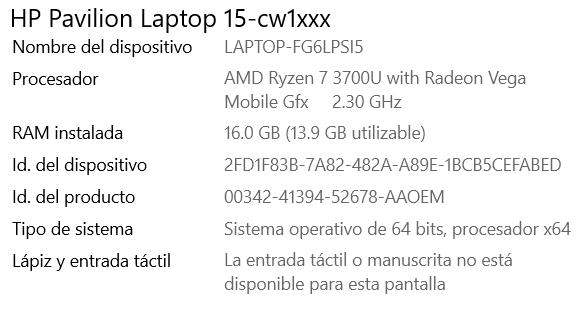 HP Pavilion Laptop 15-cw1xxx
Nombre del dispositivo LAPTOP-FG6LPSI5
Procesador AMD Ryzen 7 3700U with Radeon Vega
Mobile Gfx 2.30 GHz
RAM instalada 16.0 GB (13.9 GB utilizable)
Id. del dispositivo 2FD1F83B-7A82-482A-A89E-1BCB5CEFABED
Id. del producto 00342-41394-52678-AAOEM
Tipo de sistema Sistema operativo de 64 bits, procesador x64
Lápiz y entrada táctil La entrada táctil o manuscrita no está
disponible para esta pantalla